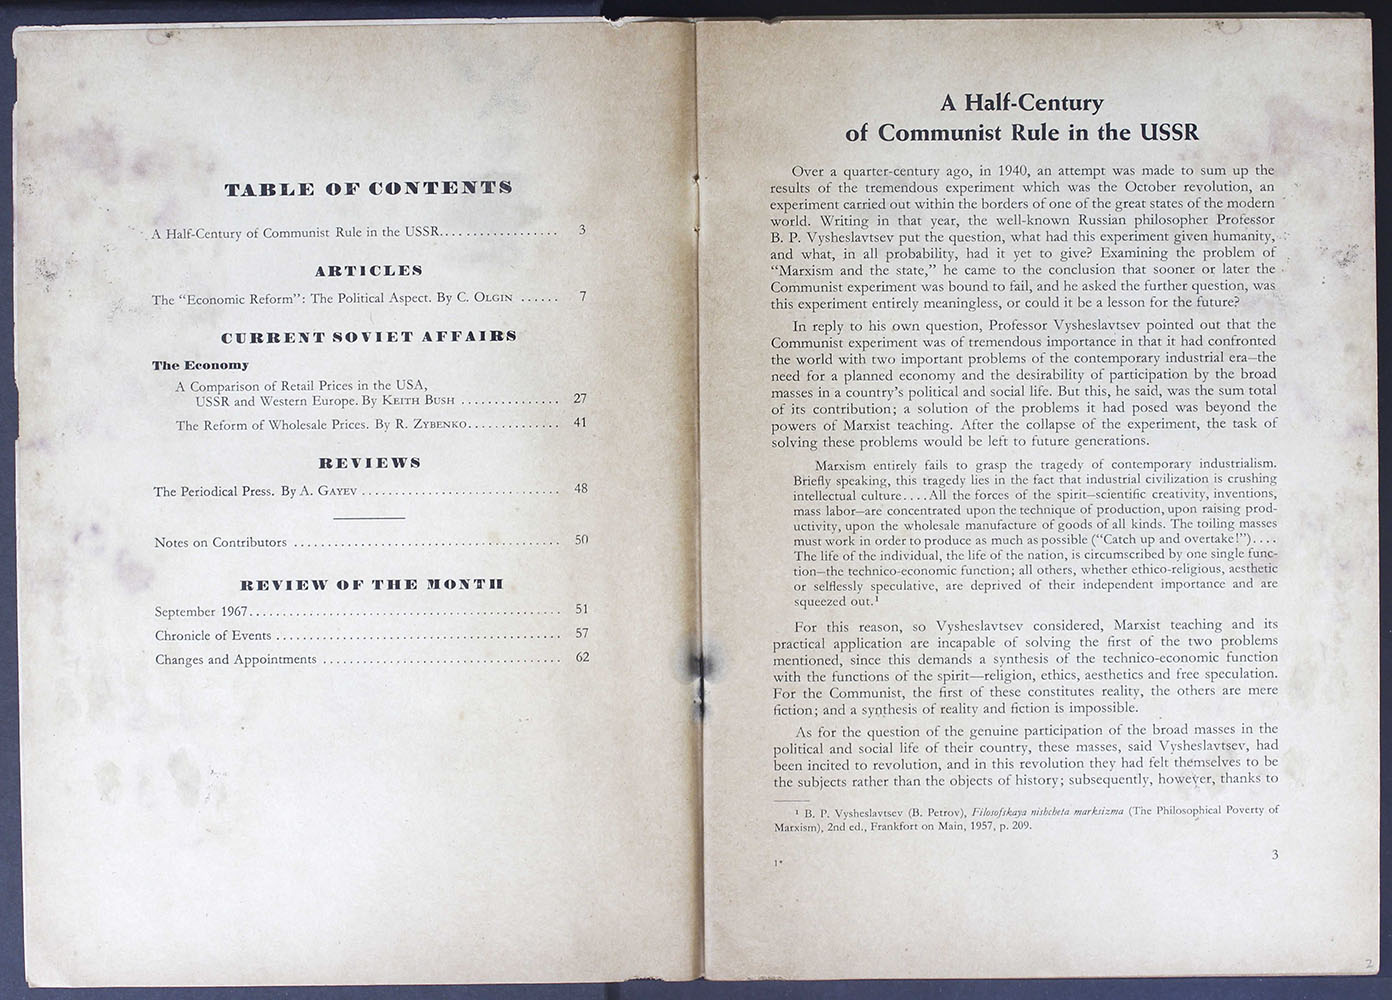 TABLE OF CONTENTS
A Half-Century of Communist Rule in the USSR.................. 3
ARTICLES
The “Economic Reform”: The Political Aspect. By C. OLGIN ...... 7
CURRENT SOVIET AFFAIRS
The Economy
A Comparison of Retail Prices in the USA,
USSR and Western Europe. By KEITH BUSH ............... 27
The Reform of Wholesale Prices. By R. ZYBENKO.............. 41
REVIEWS
The Periodical Press. By A. GAYEV .............................. 48
Notes on Contributors ........................................ 50
REVIEW OF THE MONTH
September 1967............................................... 51
Chronicle of Events ........................................... 57
Changes and Appointments .................................... 62
A Half-Century
of Communist Rule in the USSR
Over a quarter-century ago, in 1940, an attempt was made to sum up the
results of the tremendous experiment which was the October revolution, an
experiment carried out within the borders of one of the great states of the modern
world. Writing in that year, the well-known Russian philosopher Professor
B. P. Vysheslavtsev put the question, what had this experiment given humanity,
and what, in all probability, had it yet to give? Examining the problem of
“Marxism and the state,” he came to the conclusion that sooner or later the
Communist experiment was bound to fail, and he asked the further question, was
this experiment entirely meaningless, or could it be a lesson for the future?
In reply to his own question, Professor Vysheslavtsev pointed out that the
Communist experiment was of tremendous importance in that it had confronted
the world with two important problems of the contemporary industrial era—the
need for a planned economy and the desirability of participation by the broad
masses in a country’s political and social life. But this, he said, was the sum total
of its contribution; a solution of the problems it had posed was beyond the
powers of Marxist teaching. After the collapse of the experiment, the task of
solving these problems would be left to future generations.
Marxism entirely fails to grasp the tragedy of contemporary industrialism.
Briefly speaking, this tragedy lies in the fact that industrial civilization is crushing
intellectual culture....All the forces of the spirit—scientific creativity, inventions,
mass labor—are concentrated upon the technique of production, upon raising prod-
uctivity, upon the wholesale manufacture of goods of all kinds. The toiling masses
must work in order to produce as much as possible (“Catch up and overtake!”)....
The life of the individual, the life of the nation, is circumscribed by one single func-
tion—the technico-economic function; all others, whether ethico-religious, aesthetic
or selflessly speculative, are deprived of their independent importance and are
squeezed out.¹
For this reason, so Vysheslavtsev considered, Marxist teaching and its
practical application are incapable of solving the first of the two problems
mentioned, since this demands a synthesis of the technico-economic function
with the functions of the spirit—religion, ethics, aesthetics and free speculation.
For the Communist, the first of these constitutes reality, the others are mere
fiction; and a synthesis of reality and fiction is impossible.
As for the question of the genuine participation of the broad masses in the
political and social life of their country, these masses, said Vysheslavtsev, had
been incited to revolution, and in this revolution they had felt themselves to be
the subjects rather than the objects of history; subsequently, however, thanks to
¹ B. P. Vysheslavtsev (B. Petrov), Filosofskaya nishcheta marksizma (The Philosophical Poverty of
Marxism), 2nd ed., Frankfort on Main, 1957, p. 209.
1*
3
2